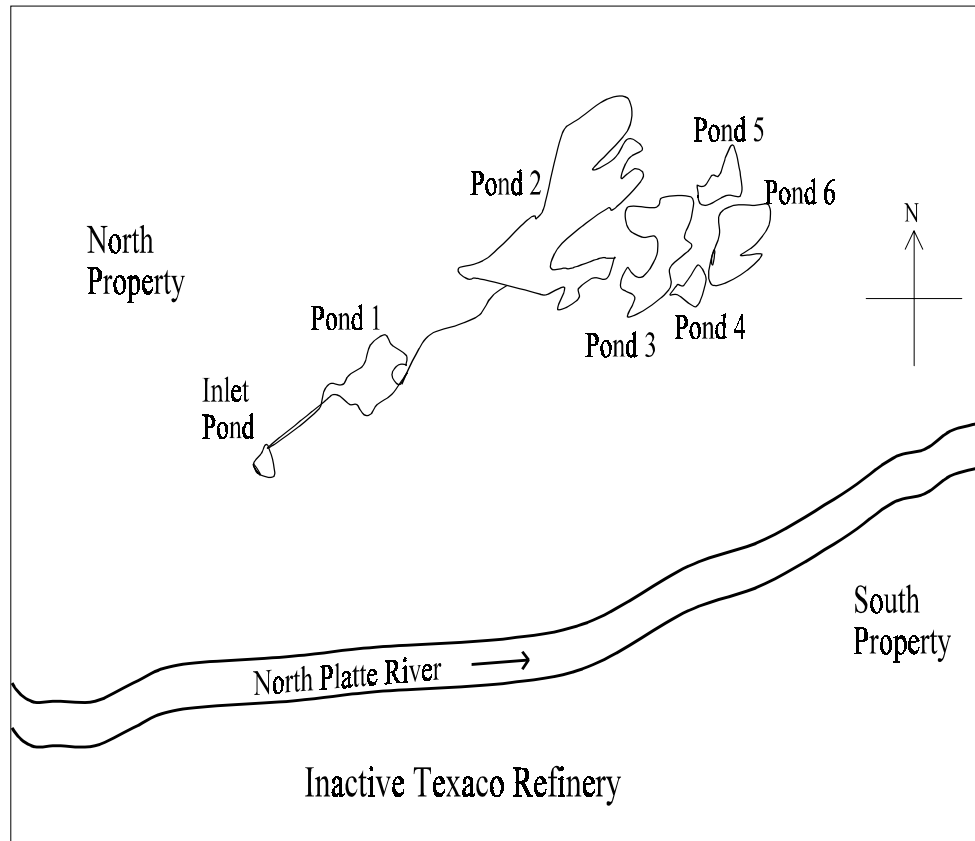 Pond 5
Pond 2
Pond 6
N
North
Property
Pond 1
Pond 4
Pond 3
Inlet
Pond
South
Property
North Platte River
Inactive Texaco Refinery